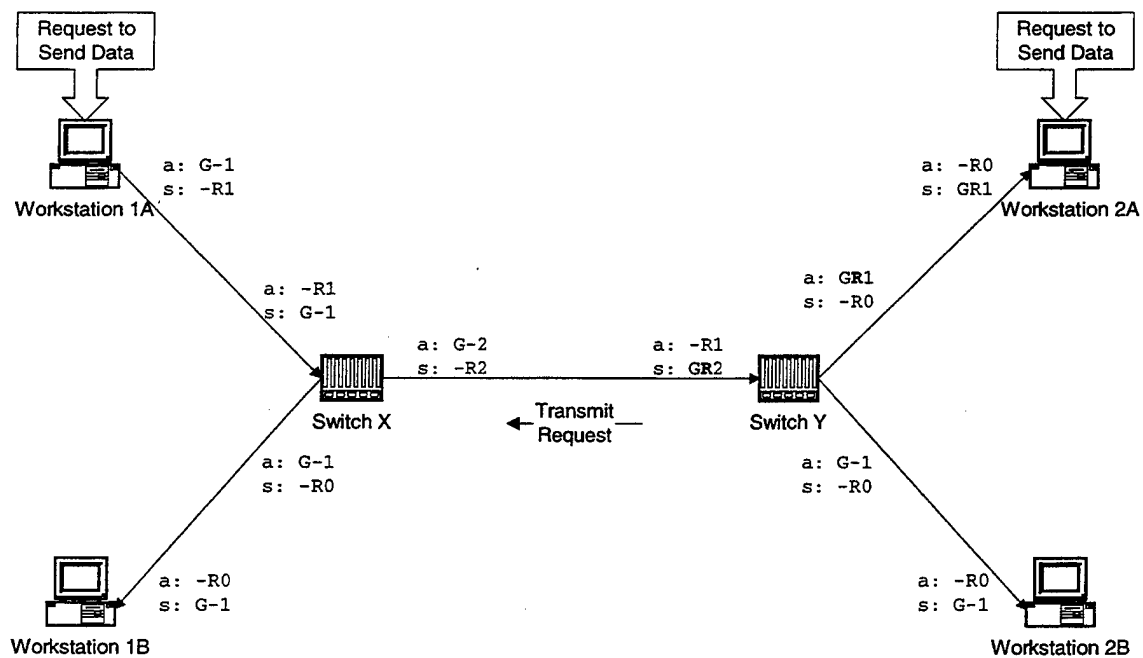 Request to
Send Data
Request to
Send Data
a: G-1
s: -R1
Workstation 1A
a: -R0
s: GR1
Workstation 2A
a: -R1
s: G-1
a: GR1
s: -R0
a: G-2
s: -R2
a: -R1
s: GR2
Switch X
Transmit
Request
Switch Y
a: G-1
s: -R0
a: G-1
s: -R0
a: -R0
s: G-1
Workstation 1B
a: -R0
s: G-1
Workstation 2B